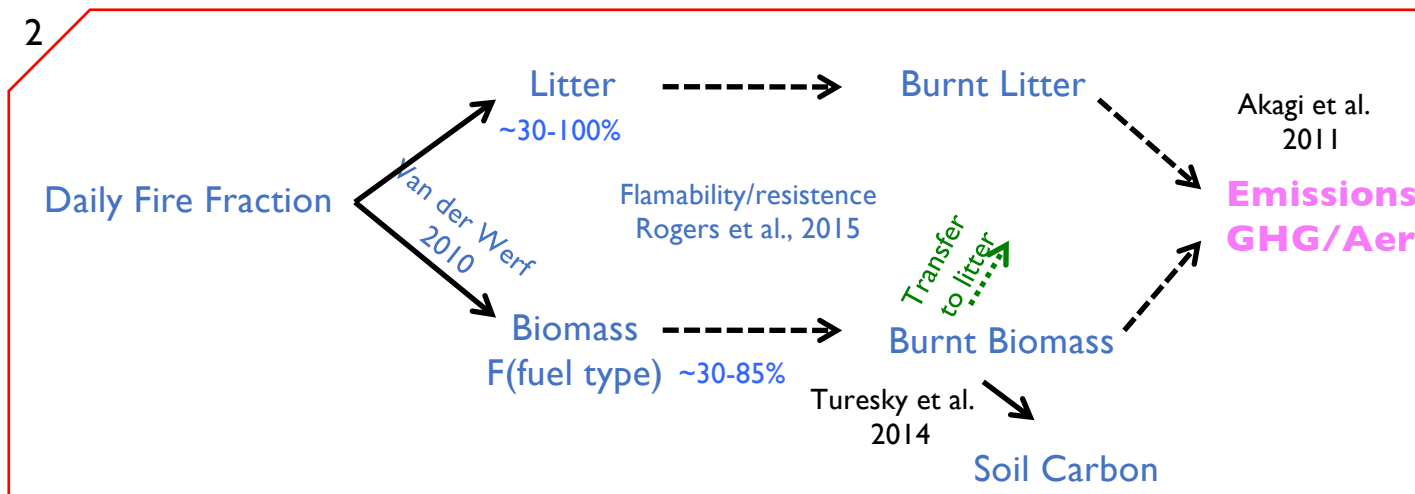 2
Litter
Burnt Litter
~30-100%
Akagi et al.
2011
Daily Fire Fraction
Van der Werf
2010
Flamability/resistence
Rogers et al., 2015
Emissions
GHG/Aer
Transfer
to litter
Biomass
F(fuel type)
~30-85%
Burnt Biomass
Turesky et al.
2014
Soil Carbon